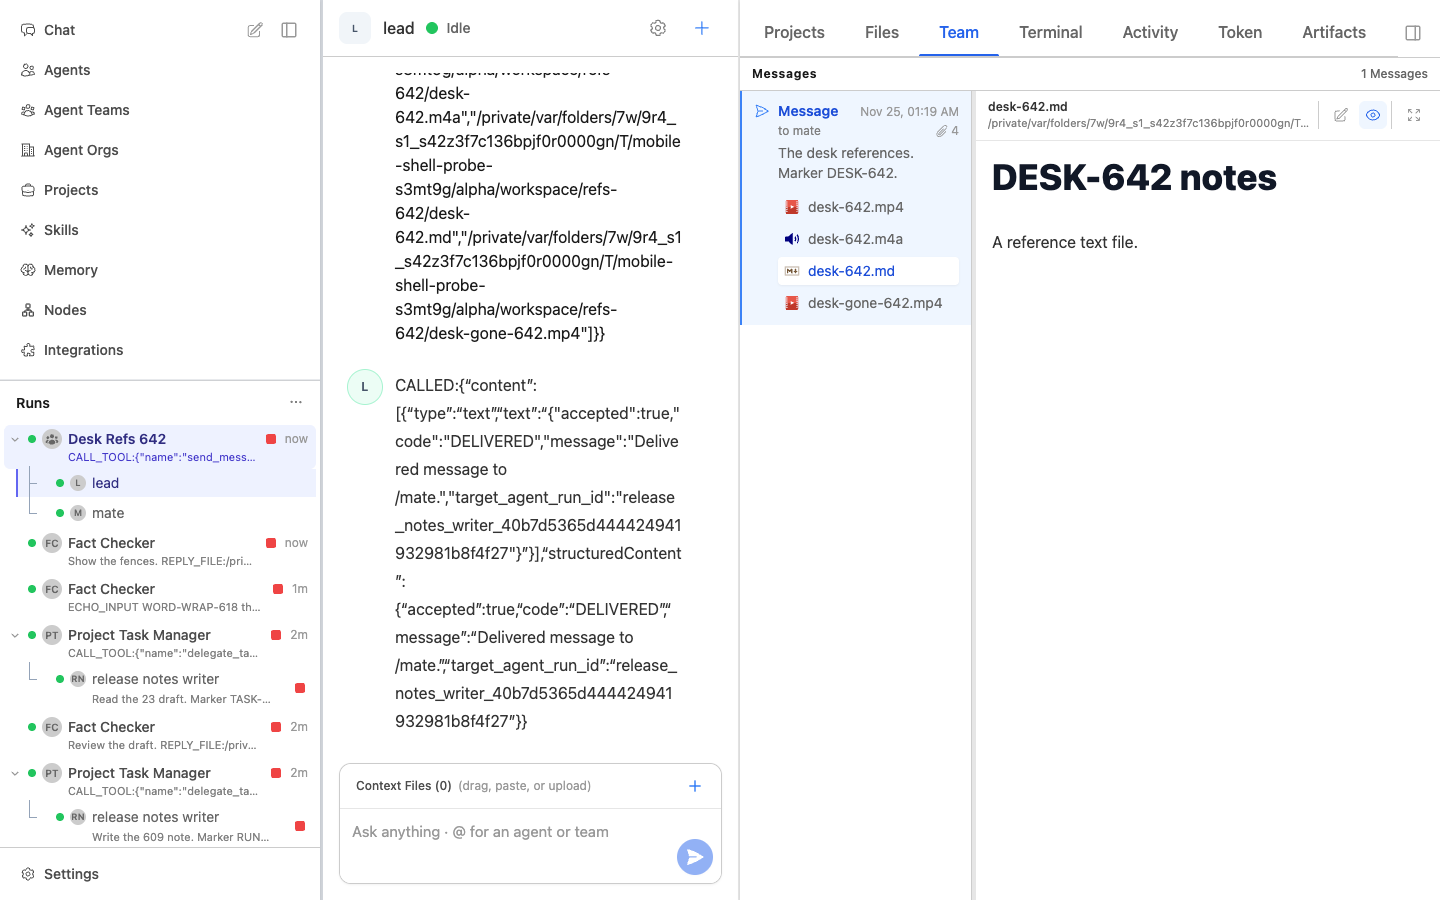 Chat
Agents
Agent Teams
Agent Orgs
Projects
Skills
Memory
Nodes
Integrations
Runs
Desk Refs 642
now
CALL_TOOL:{"name":"send_mess...
L
lead
M
mate
FC
Fact Checker
now
Show the fences. REPLY_FILE:/pri...
FC
Fact Checker
1m
ECHO_INPUT WORD-WRAP-618 th...
PT
Project Task Manager
2m
CALL_TOOL:{"name":"delegate_ta...
RN
release notes writer
Read the 23 draft. Marker TASK-...
FC
Fact Checker
2m
Review the draft. REPLY_FILE:/priv...
PT
Project Task Manager
2m
CALL_TOOL:{"name":"delegate_ta...
RN
release notes writer
Write the 609 note. Marker RUN...
Settings
L
lead
Idle
s3mt9g/alpha/workspace/refs-
642/desk-
642.m4a","/private/var/folders/7w/9r4_
s1_s42z3f7c136bpjf0r0000gn/T/mobile
-shell-probe-
s3mt9g/alpha/workspace/refs-
642/desk-
642.md","/private/var/folders/7w/9r4_s1
_s42z3f7c136bpjf0r0000gn/T/mobile-
shell-probe-
s3mt9g/alpha/workspace/refs-
642/desk-gone-642.mp4"]}}
L
CALLED:{“content”:
[{“type”:“text”,“text”:“{"accepted":true,"
code":"DELIVERED","message":"Delive
red message to
/mate.","target_agent_run_id":"release
_notes_writer_40b7d5365d444424941
932981b8f4f27"}”}],“structuredContent
”:
{“accepted”:true,“code”:“DELIVERED”,“
message”:“Delivered message to
/mate.”,“target_agent_run_id”:“release_
notes_writer_40b7d5365d444424941
932981b8f4f27”}}
Context Files (0) (drag, paste, or upload)
Ask anything · @ for an agent or team
Projects
Files
Team
Terminal
Activity
Token
Artifacts
Messages
1 Messages
Message
Nov 25, 01:19 AM
to mate
4
The desk references.
Marker DESK-642.
desk-642.mp4
desk-642.m4a
M+
desk-642.md
desk-gone-642.mp4
desk-642.md
/private/var/folders/7w/9r4_s1_s42z3f7c136bpjf0r0000gn/T...
DESK-642 notes
A reference text file.